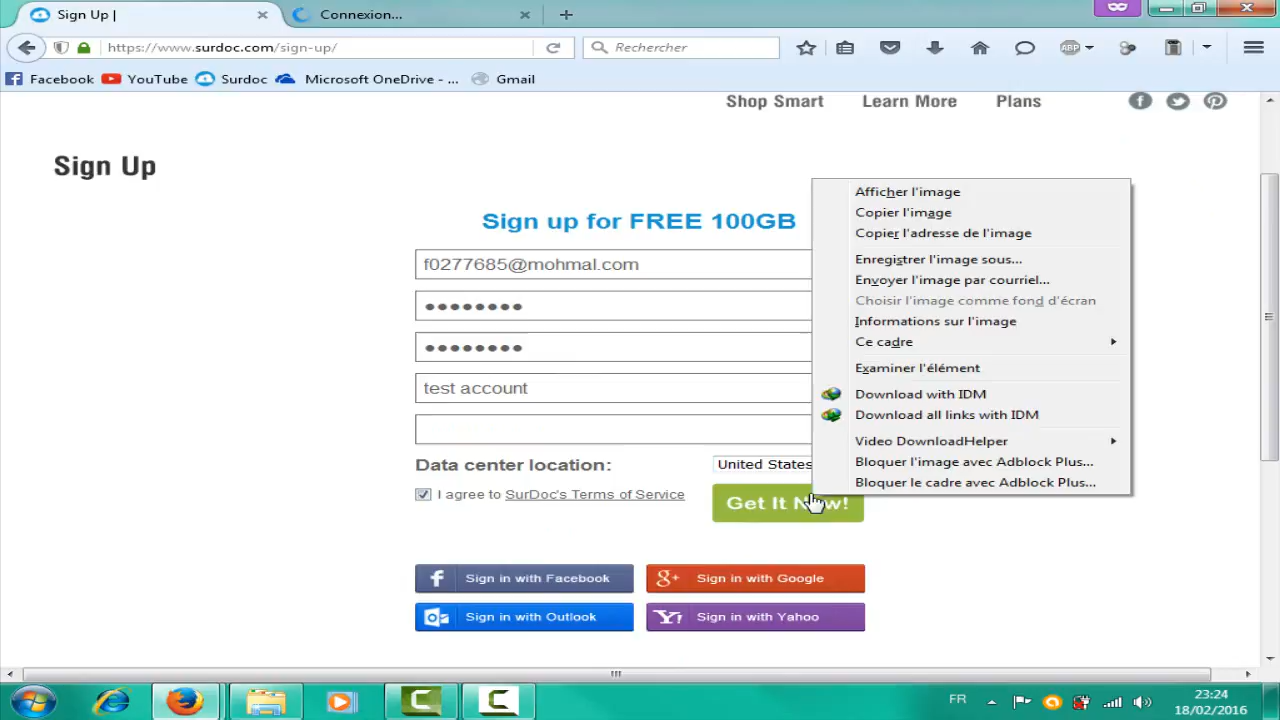 Sign Up |
Connexion...
https://www.surdoc.com/sign-up/
Rechercher
ABP
Facebook
YouTube
Surdoc
Microsoft OneDrive - ...
Gmail
Shop Smart
Learn More
Plans
Sign Up
Sign up for FREE 100GB
f0277685@mohmal.com
test account
Data center location:
United States
I agree to SurDoc's Terms of Service
Get It Now!
Afficher l'image
Copier l'image
Copier l'adresse de l'image
Enregistrer l'image sous...
Envoyer l'image par courriel...
Choisir l'image comme fond d'écran
Informations sur l'image
Ce cadre
Examiner l'élément
Download with IDM
Download all links with IDM
Video DownloadHelper
Bloquer l'image avec Adblock Plus...
Bloquer le cadre avec Adblock Plus...
Sign in with Facebook
Sign in with Google
Sign in with Outlook
Sign in with Yahoo
FR
23:24
18/02/2016